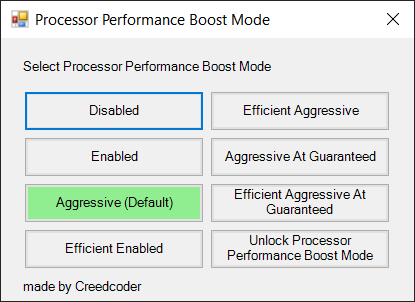 Processor Performance Boost Mode
Select Processor Performance Boost Mode
Disabled
Efficient Aggressive
Enabled
Aggressive At Guaranteed
Aggressive (Default)
Efficient Aggressive At
Guaranteed
Efficient Enabled
Unlock Processor
Performance Boost Mode
made by Creedcoder